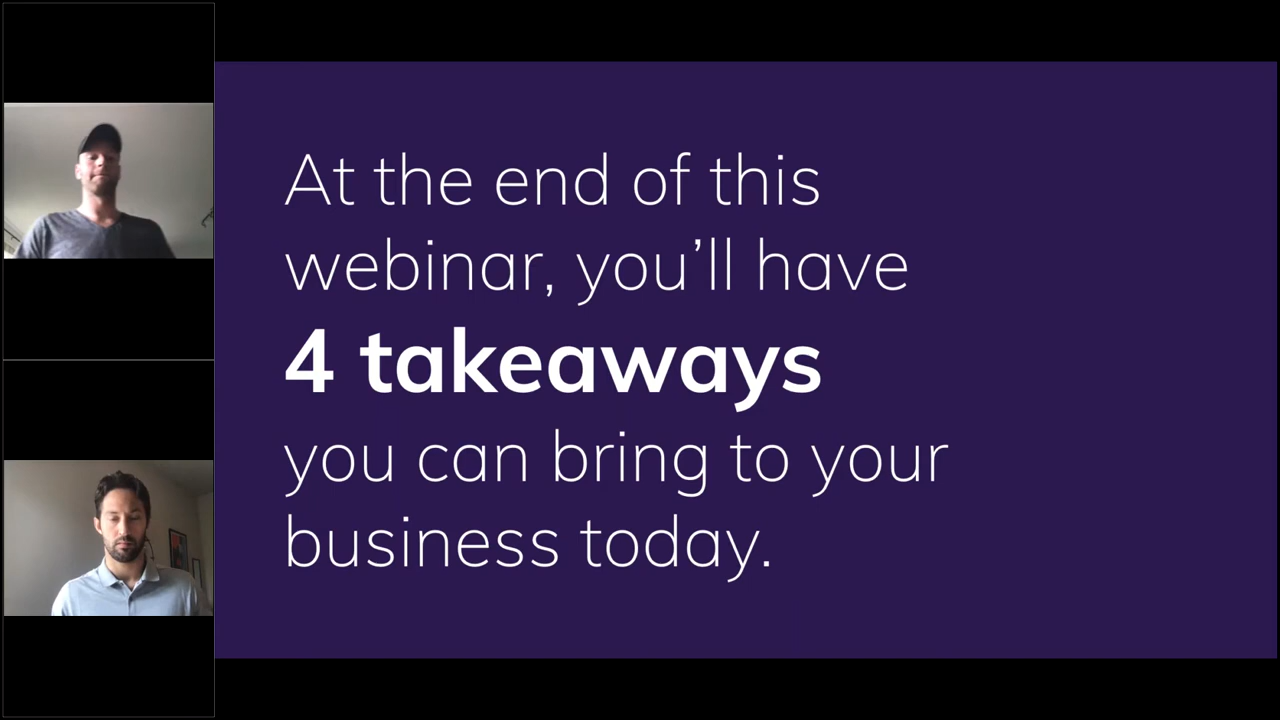 At the end of this
webinar, you’ll have
4 takeaways
you can bring to your
business today.